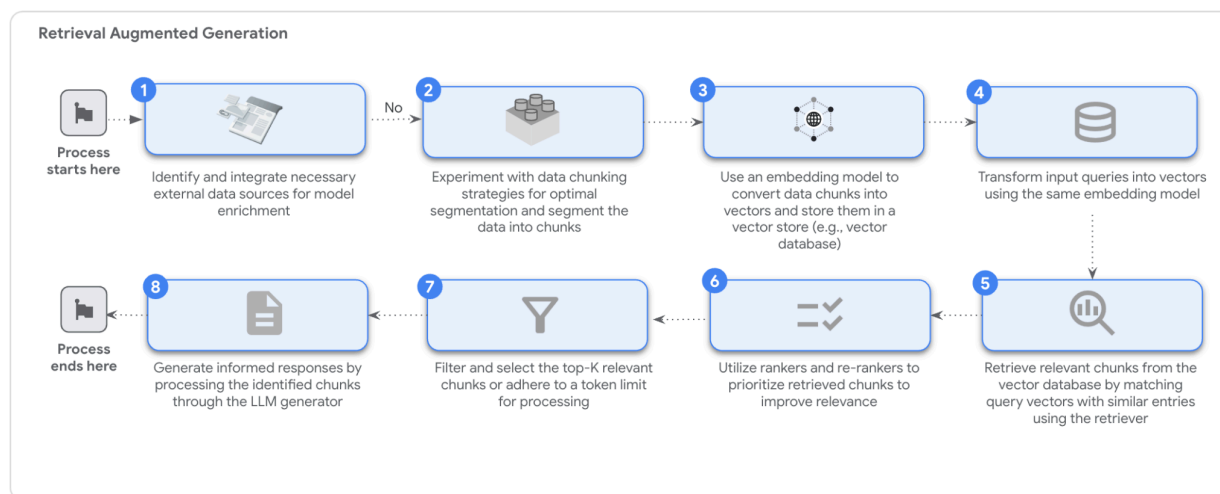 Retrieval Augmented Generation
Process
starts here
1
Identify and integrate necessary
external data sources for model
enrichment
No
2
Experiment with data chunking
strategies for optimal
segmentation and segment the
data into chunks
3
Use an embedding model to
convert data chunks into
vectors and store them in a
vector store (e.g., vector
database)
4
Transform input queries into vectors
using the same embedding model
5
Retrieve relevant chunks from the
vector database by matching
query vectors with similar entries
using the retriever
6
Utilize rankers and re-rankers to
prioritize retrieved chunks to
improve relevance
7
Filter and select the top-K relevant
chunks or adhere to a token limit
for processing
8
Generate informed responses by
processing the identified chunks
through the LLM generator
Process
ends here